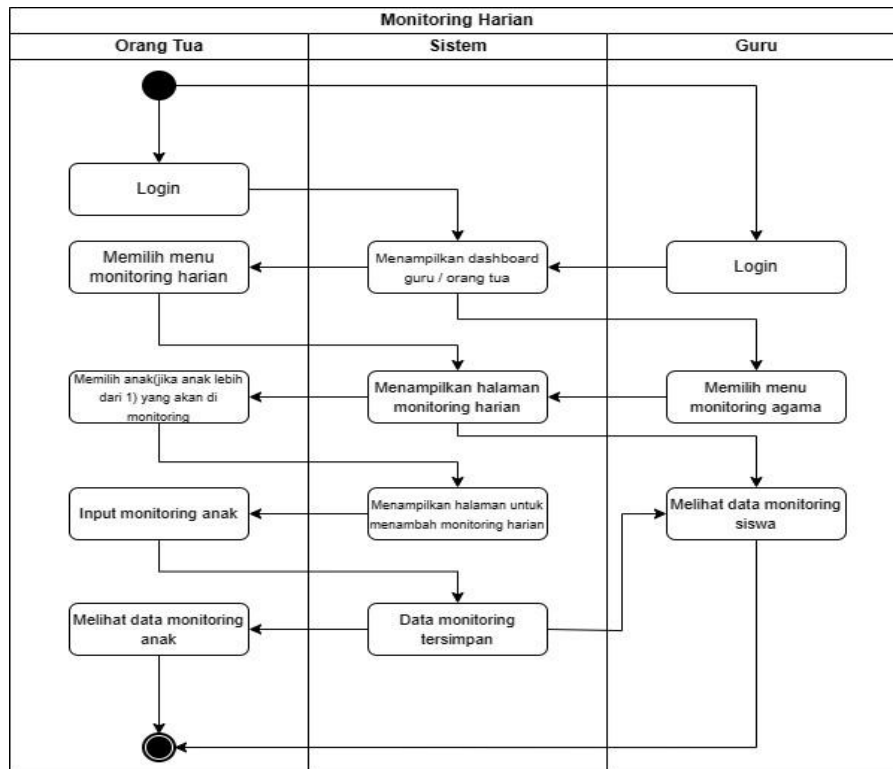 Monitoring Harian
Orang Tua
Sistem
Guru
Login
Memilih menu
monitoring harian
Menampilkan dashboard
guru / orang tua
Login
Memilih anak(jika anak lebih
dari 1) yang akan di
monitoring
Menampilkan halaman
monitoring harian
Memilih menu
monitoring agama
Input monitoring anak
Menampilkan halaman untuk
menambah monitoring harian
Melihat data monitoring
siswa
Melihat data monitoring
anak
Data monitoring
tersimpan